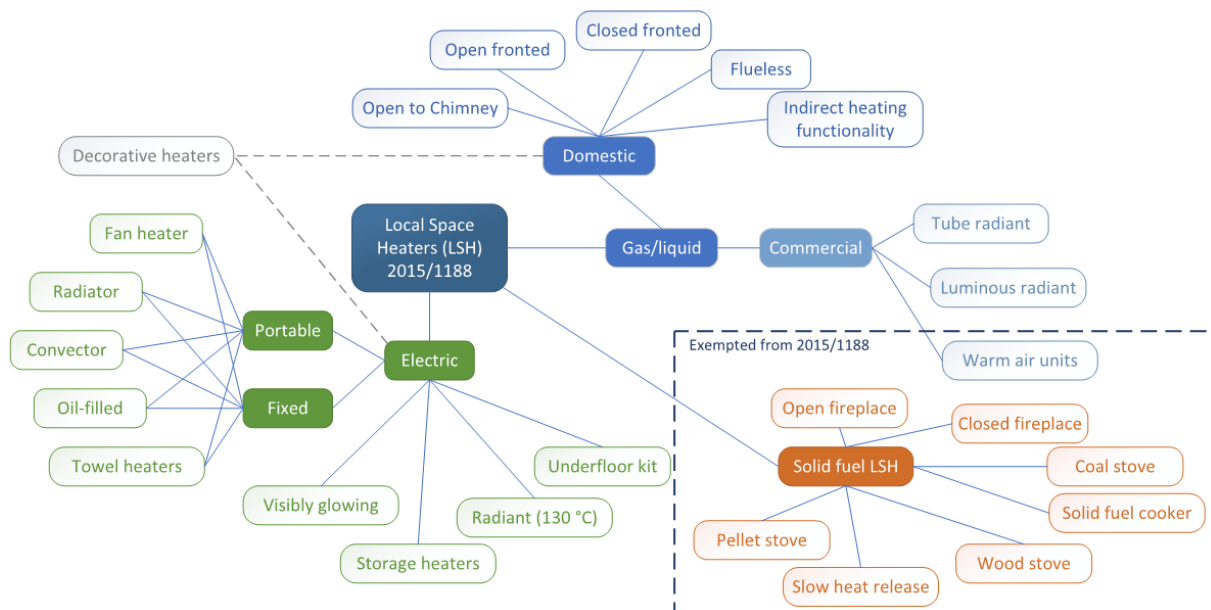 Closed fronted
Open fronted
Flueless
Open to Chimney
Indirect heating
functionality
Decorative heaters
Domestic
Local Space
Heaters (LSH)
2015/1188
Gas/liquid
Commercial
Tube radiant
Luminous radiant
Warm air units
Fan heater
Radiator
Convector
Oil-filled
Towel heaters
Portable
Fixed
Electric
Underfloor kit
Visibly glowing
Radiant (130 °C)
Storage heaters
Exempted from 2015/1188
Open fireplace
Closed fireplace
Solid fuel LSH
Coal stove
Solid fuel cooker
Pellet stove
Wood stove
Slow heat release